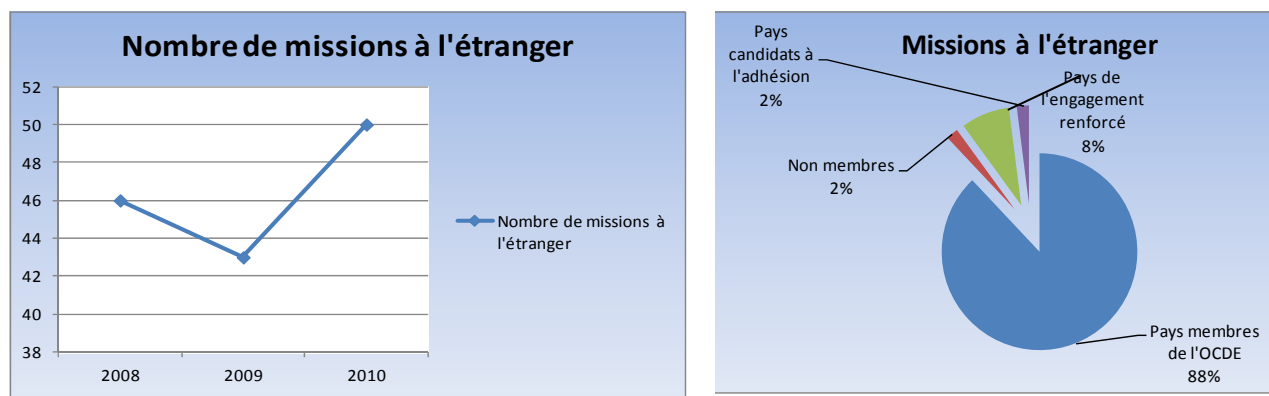 Nombre de missions à l'étranger
52
50
48
46
44
42
40
38
2008
2009
2010
Nombre de missions à
l'étranger
Missions à l'étranger
Pays
candidats à
l'adhésion
2%
Pays de
l'engagement
renforcé
8%
Non membres
2%
Pays membres
de l'OCDE
88%